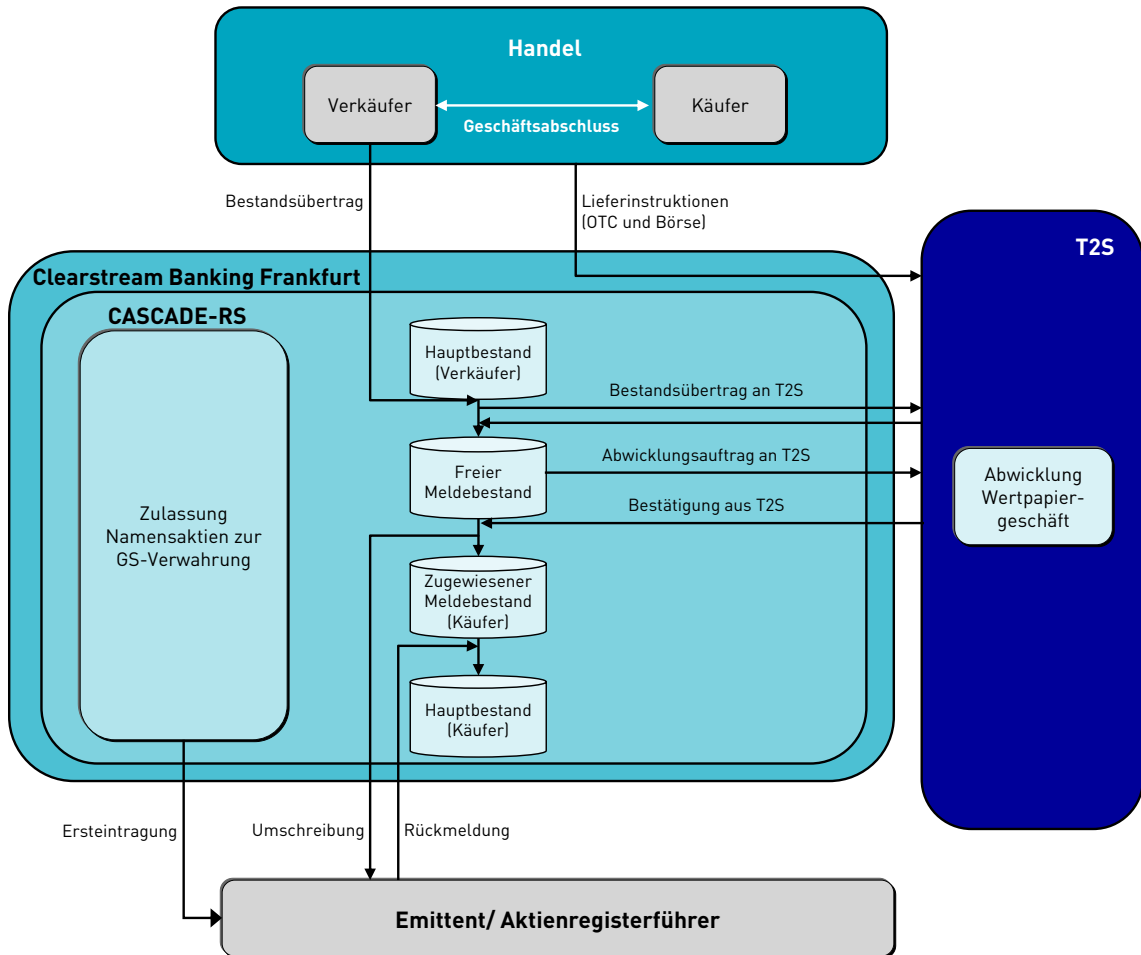 Handel
Verkäufer
Käufer
Geschäftsabschluss
Bestandsübertrag
Lieferinstruktionen
(OTC und Börse)
T2S
Clearstream Banking Frankfurt
CASCADE-RS
Hauptbestand
(Verkäufer)
Bestandsübertrag an T2S
Freier
Meldebestand
Abwicklungsauftrag an T2S
Abwicklung
Wertpapier-
geschäft
Bestätigung aus T2S
Zulassung
Namensaktien zur
GS-Verwahrung
Zugewiesener
Meldebestand
(Käufer)
Hauptbestand
(Käufer)
Ersteintragung
Umschreibung
Rückmeldung
Emittent/ Aktienregisterführer